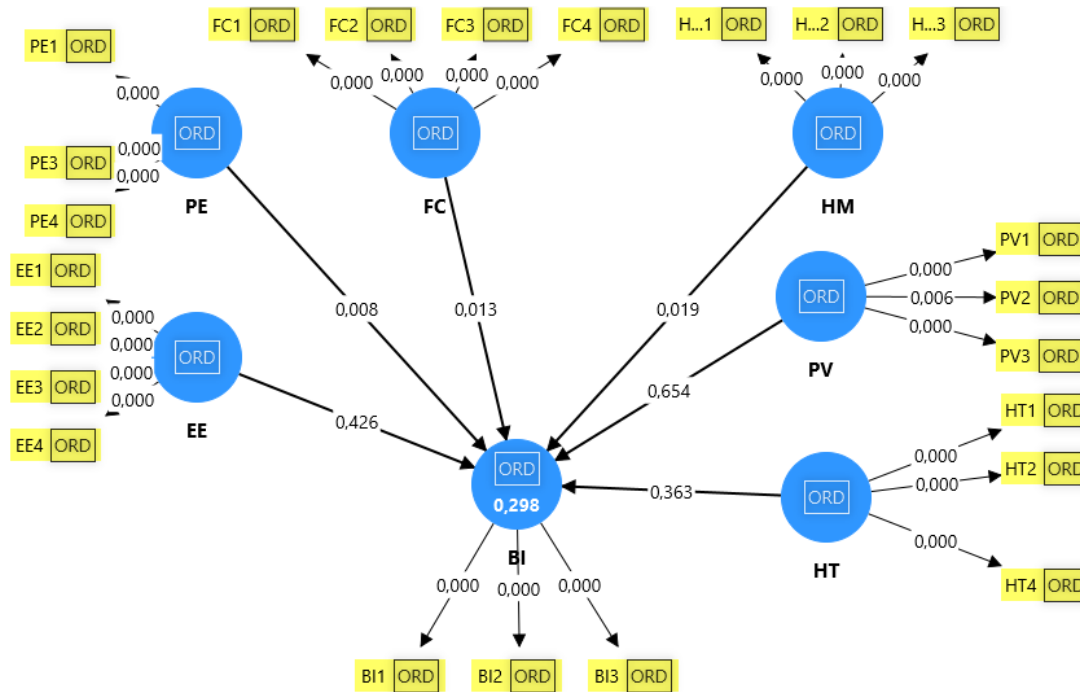 FC1 ORD FC2 ORD FC3 ORD FC4 ORD H...1 ORD H...2 ORD H...3 ORD
PE1 ORD
0,000 0,000 0,000 0,000 0,000 0,000 0,000
0,000
ORD ORD ORD
0,000
PE3 ORD
0,000
PE4 ORD
PE FC HM
PV1 ORD
EE1 ORD
0,000
ORD 0,006 PV2 ORD
0,008 0,013 0,019
0,000
EE2 ORD
0,000
0,000
PV3 ORD
ORD
PV
EE3 ORD
0,000
0,000
0,654
HT1 ORD
EE
0,426
EE4 ORD
0,000
HT2 ORD
ORD
0,000
0,363
ORD
0,298
0,000
BI
HT
HT4 ORD
0,000 0,000 0,000
BI1 ORD BI2 ORD BI3 ORD